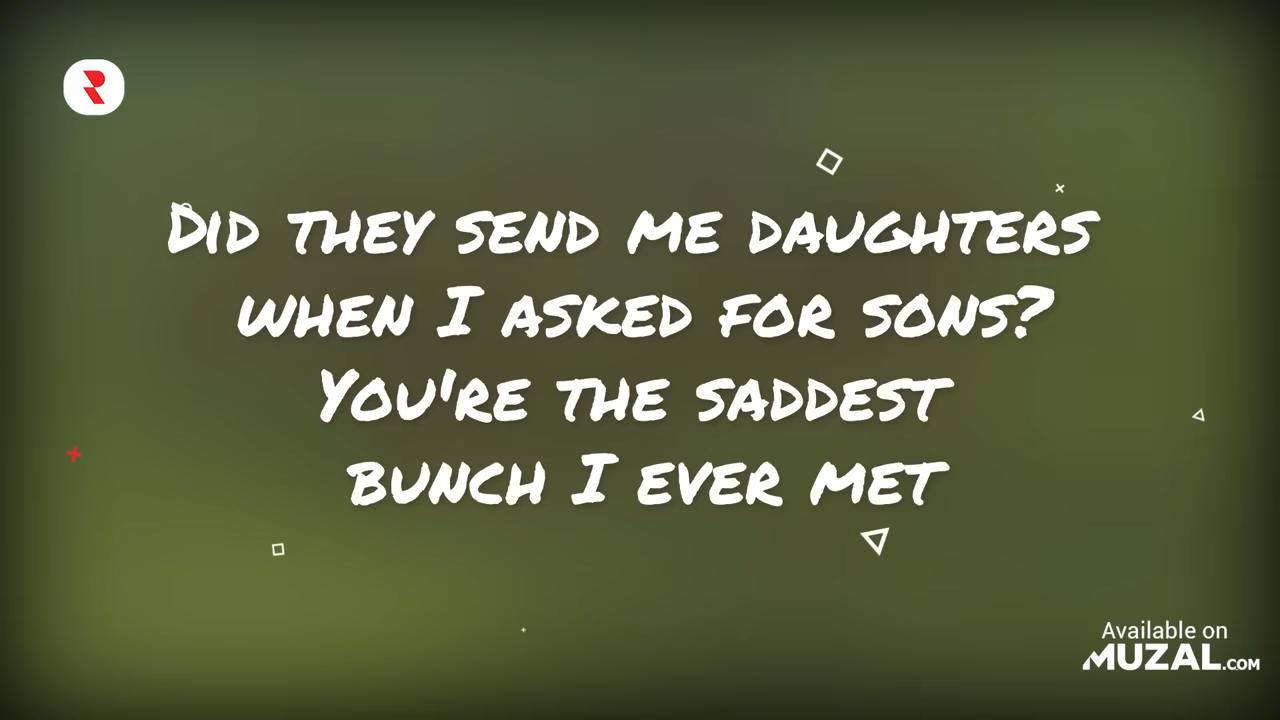 Did they send me daughters
when I asked for sons?
You're the saddest
bunch I ever met
Available on
MUZAL.COM